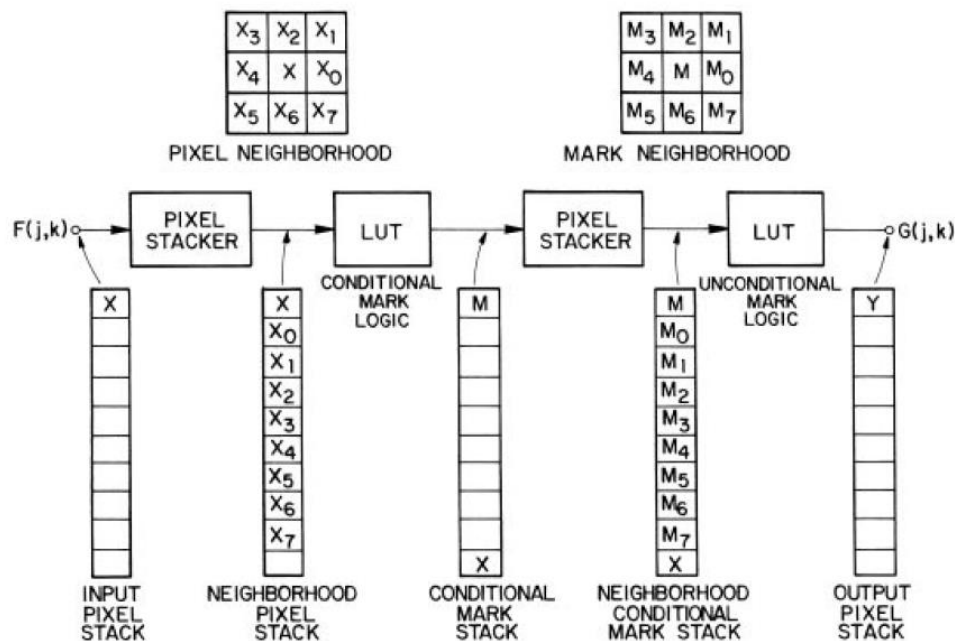 X₃ X₂ X₁
X₄ X X₀
X₅ X₆ X₇
PIXEL NEIGHBORHOOD
M₃ M₂ M₁
M₄ M M₀
M₅ M₆ M₇
MARK NEIGHBORHOOD
F(j,k)
PIXEL
STACKER
LUT
CONDITIONAL
MARK
LOGIC
PIXEL
STACKER
LUT
UNCONDITIONAL
MARK
LOGIC
G(j,k)
X
INPUT
PIXEL
STACK
X
X₀
X₁
X₂
X₃
X₄
X₅
X₆
X₇
NEIGHBORHOOD
PIXEL
STACK
M
X
CONDITIONAL
MARK
STACK
M
M₀
M₁
M₂
M₃
M₄
M₅
M₆
M₇
X
NEIGHBORHOOD
CONDITIONAL
MARK STACK
Y
OUTPUT
PIXEL
STACK